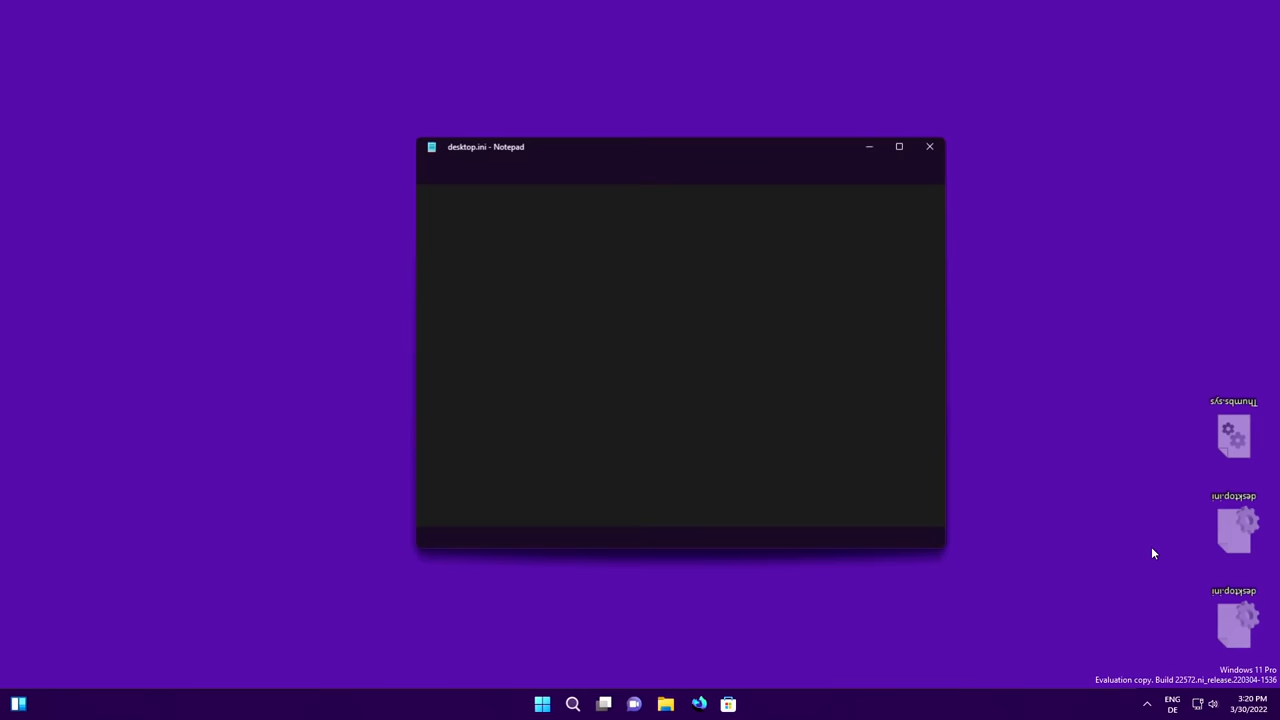 desktop.ini - Notepad
Thumbs.sys
desktop.ini
desktop.ini
Windows 11 Pro
Evaluation copy. Build 22572.ni_release.220304-1536
ENG
DE
3:20 PM
3/30/2022